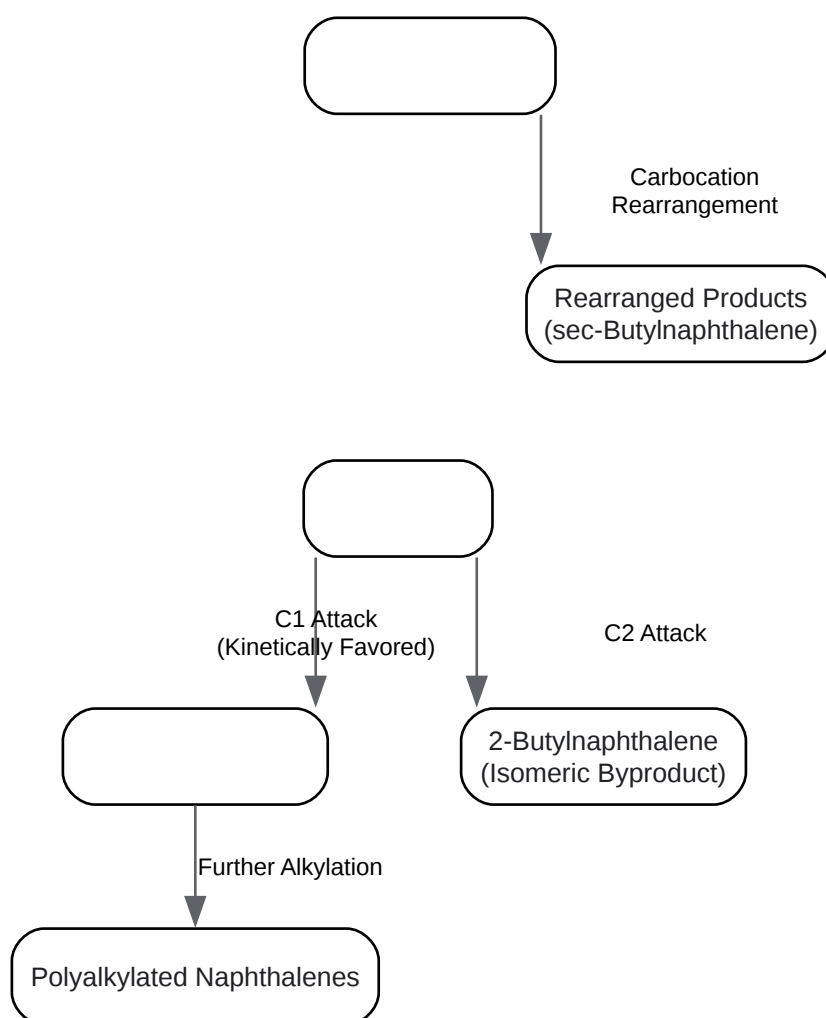 Carbocation
Rearrangement
Rearranged Products
(sec-Butylnaphthalene)
C1 Attack
(Kinetically Favored)
C2 Attack
2-Butylnaphthalene
(Isomeric Byproduct)
Further Alkylation
Polyalkylated Naphthalenes